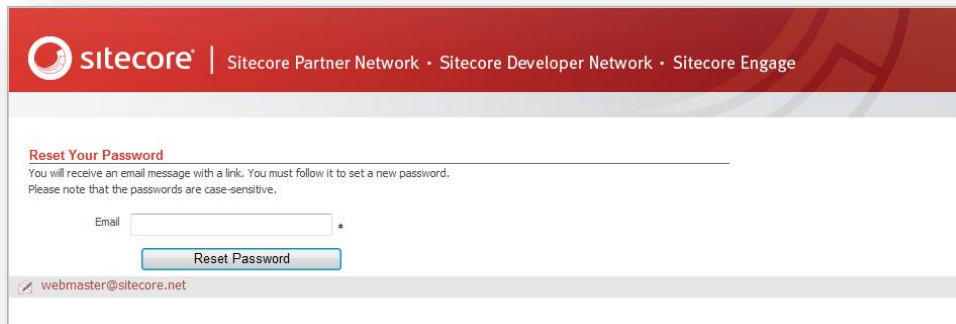 sitecore® | Sitecore Partner Network · Sitecore Developer Network · Sitecore Engage
Reset Your Password
You will receive an email message with a link. You must follow it to set a new password.
Please note that the passwords are case-sensitive.
Email *
Reset Password
webmaster@sitecore.net